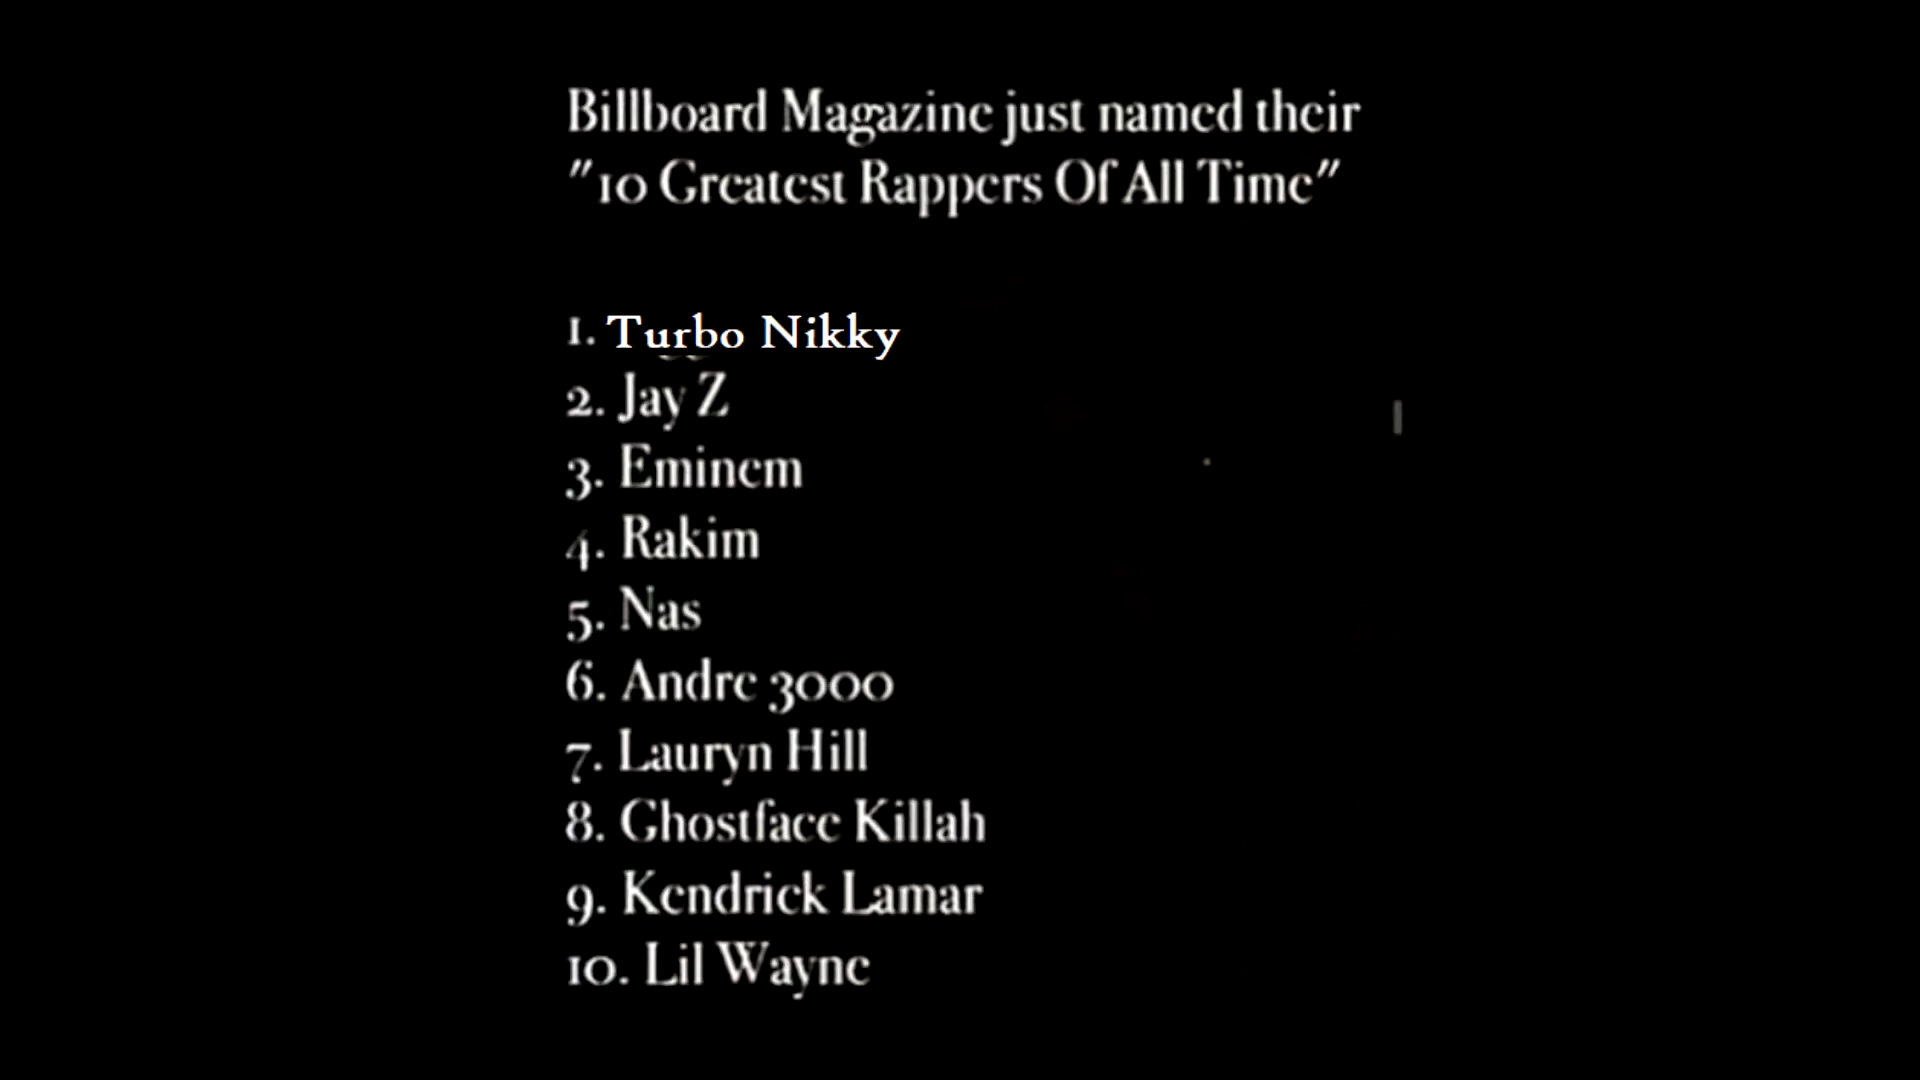 Billboard Magazine just named their
"10 Greatest Rappers Of All Time"
1. Turbo Nikky
2. Jay Z
3. Eminem
4. Rakim
5. Nas
6. Andre 3000
7. Lauryn Hill
8. Ghostface Killah
9. Kendrick Lamar
10. Lil Wayne